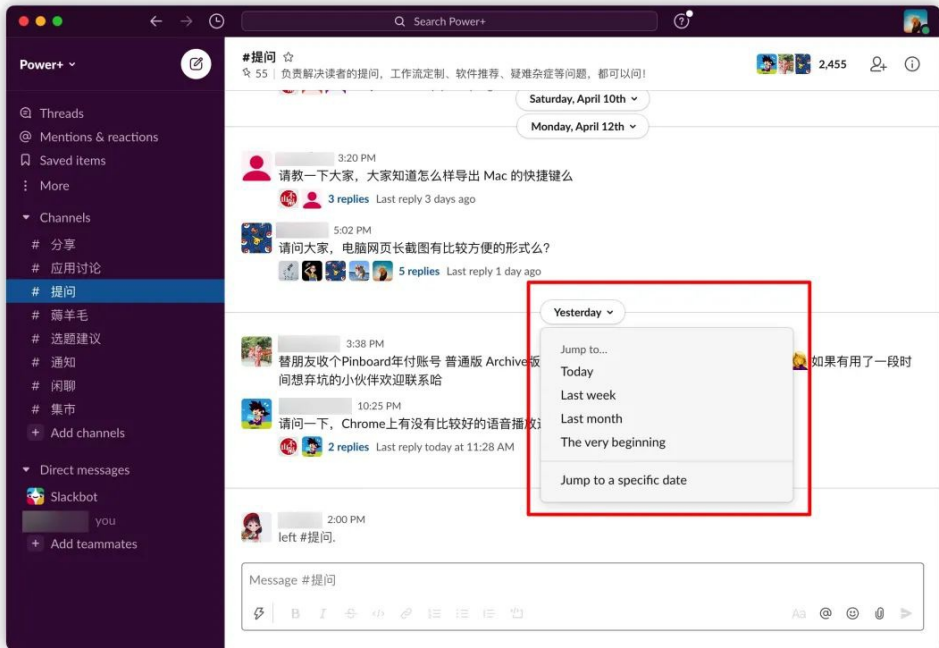 Search Power+
Power+
Threads
Mentions & reactions
Saved items
More
Channels
# 分享
# 应用讨论
# 提问
# 薅羊毛
# 选题建议
# 通知
# 闲聊
# 集市
+ Add channels
Direct messages
Slackbot
you
+ Add teammates
#提问
55 | 负责解决读者的提问，工作流定制、软件推荐、疑难杂症等问题，都可以问!
2,455
Saturday, April 10th
Monday, April 12th
3:20 PM
请教一下大家，大家知道怎么样导出 Mac 的快捷键么
3 replies Last reply 3 days ago
5:02 PM
请问大家，电脑网页长截图有比较方便的形式么?
5 replies Last reply 1 day ago
Yesterday
Jump to...
Today
Last week
Last month
The very beginning
Jump to a specific date
3:38 PM
替朋友收个Pinboard年付账号 普通版 Archive版
如果有用了一段时
间想弃坑的小伙伴欢迎联系哈
10:25 PM
请问一下，Chrome上有没有比较好的语音播放
2 replies Last reply today at 11:28 AM
2:00 PM
left #提问.
Message #提问
B I S </>
Aa @